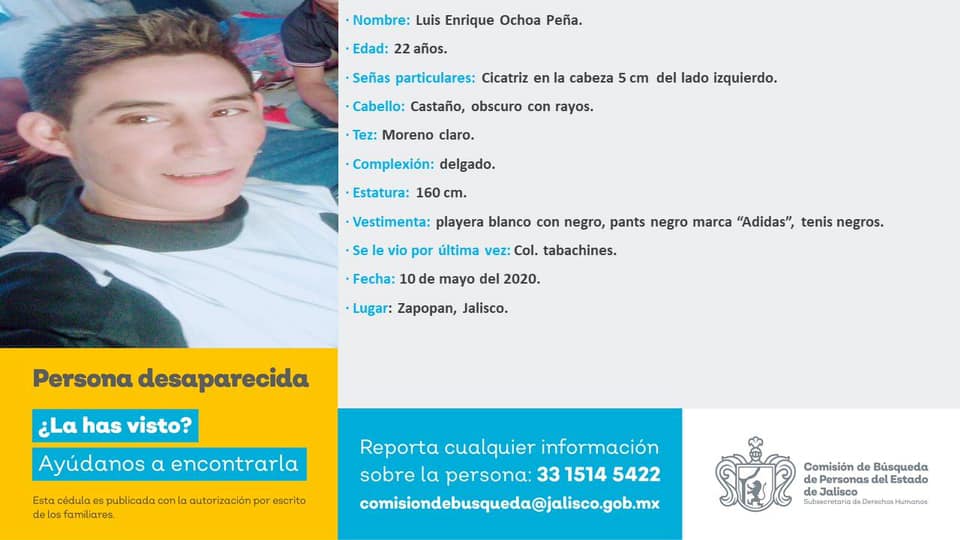 · Nombre: Luis Enrique Ochoa Peña.
· Edad: 22 años.
· Señas particulares: Cicatriz en la cabeza 5 cm del lado izquierdo.
· Cabello: Castaño, obscuro con rayos.
· Tez: Moreno claro.
· Complexión: delgado.
· Estatura: 160 cm.
· Vestimenta: playera blanco con negro, pants negro marca “Adidas”, tenis negros.
· Se le vio por última vez: Col. tabachines.
· Fecha: 10 de mayo del 2020.
· Lugar: Zapopan, Jalisco.
Persona desaparecida
¿La has visto?
Ayúdanos a encontrarla
Esta cédula es publicada con la autorización por escrito
de los familiares.
Reporta cualquier información
sobre la persona: 33 1514 5422
comisiondebusqueda@jalisco.gob.mx
Comisión de Búsqueda
de Personas del Estado
de Jalisco
Subsecretaría de Derechos Humanos